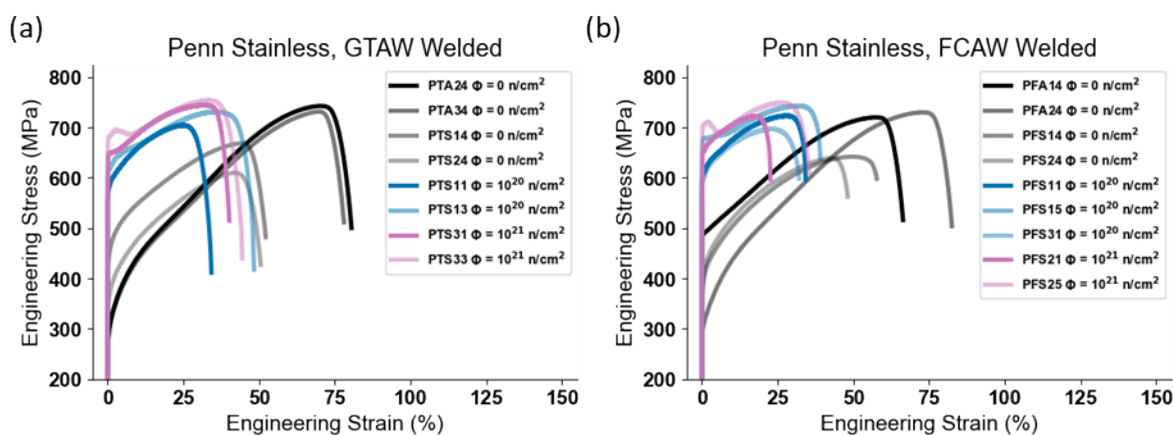 (a)
Penn Stainless, GTAW Welded
Engineering Stress (MPa)
800
700
600
500
400
300
200
0 25 50 75 100 125 150
Engineering Strain (%)
PTA24 Φ = 0 n/cm²
PTA34 Φ = 0 n/cm²
PTS14 Φ = 0 n/cm²
PTS24 Φ = 0 n/cm²
PTS11 Φ = 10²⁰ n/cm²
PTS13 Φ = 10²⁰ n/cm²
PTS31 Φ = 10²¹ n/cm²
PTS33 Φ = 10²¹ n/cm²
(b)
Penn Stainless, FCAW Welded
Engineering Stress (MPa)
800
700
600
500
400
300
200
0 25 50 75 100 125 150
Engineering Strain (%)
PFA14 Φ = 0 n/cm²
PFA24 Φ = 0 n/cm²
PFS14 Φ = 0 n/cm²
PFS24 Φ = 0 n/cm²
PFS11 Φ = 10²⁰ n/cm²
PFS15 Φ = 10²⁰ n/cm²
PFS31 Φ = 10²⁰ n/cm²
PFS21 Φ = 10²¹ n/cm²
PFS25 Φ = 10²¹ n/cm²